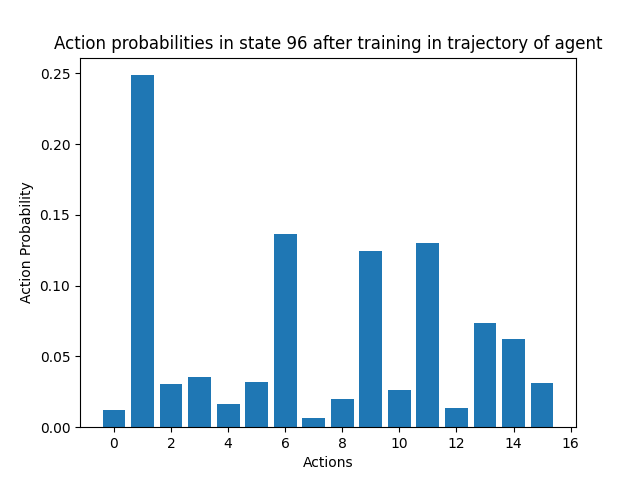 Action probabilities in state 96 after training in trajectory of agent
0.25
0.20
0.15
0.10
0.05
0.00
Action Probability
0 2 4 6 8 10 12 14 16
Actions